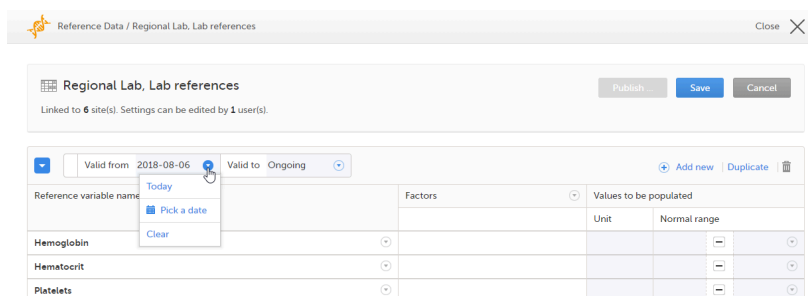 Reference Data / Regional Lab, Lab references Close
Regional Lab, Lab references Publish ... Save Cancel
Linked to 6 site(s). Settings can be edited by 1 user(s).
Valid from 2018-08-06 Valid to Ongoing Add new Duplicate
Today
Pick a date
Clear
Reference variable name Factors Values to be populated
Unit Normal range
Hemoglobin
Hematocrit
Platelets